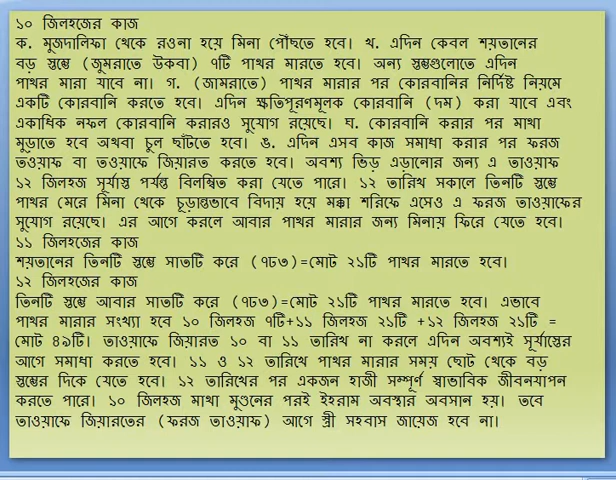 ১০ জিলহজের কাজ
ক. মুজদালিফা থেকে রওনা হয়ে মিনা পৌঁছতে হবে। খ. এদিন কেবল শয়তানের
বড় স্তম্ভে (জুমরাতে উকবা) ৭টি পাথর মারতে হবে। অন্য স্তম্ভগুলোতে এদিন
পাথর মারা যাবে না। গ. (জামরাতে) পাথর মারার পর কোরবানির নির্দিষ্ট নিয়মে
একটি কোরবানি করতে হবে। এদিন ক্ষতিপূরণমূলক কোরবানি (দম) করা যাবে এবং
একাধিক নফল কোরবানি করারও সুযোগ রয়েছে। ঘ. কোরবানি করার পর মাথা
মুড়াতে হবে অথবা চুল ছাঁটতে হবে। ঙ. এদিন এসব কাজ সমাধা করার পর ফরজ
তওয়াফ বা তওয়াফে জিয়ারত করতে হবে। অবশ্য ভিড় এড়ানোর জন্য এ তাওয়াফ
১২ জিলহজ সূর্যাস্ত পর্যন্ত বিলম্বিত করা যেতে পারে। ১২ তারিখ সকালে তিনটি স্তম্ভে
পাথর মেরে মিনা থেকে চূড়ান্তভাবে বিদায় হয়ে মক্কা শরিফে এসেও এ ফরজ তাওয়াফের
সুযোগ রয়েছে। এর আগে করলে আবার পাথর মারার জন্য মিনায় ফিরে যেতে হবে।
১১ জিলহজের কাজ
শয়তানের তিনটি স্তম্ভে সাতটি করে (৭ঢ৩)=মোট ২১টি পাথর মারতে হবে।
১২ জিলহজের কাজ
তিনটি স্তম্ভে আবার সাতটি করে (৭ঢ৩)=মোট ২১টি পাথর মারতে হবে। এভাবে
পাথর মারার সংখ্যা হবে ১০ জিলহজ ৭টি+১১ জিলহজ ২১টি +১২ জিলহজ ২১টি =
মোট ৪৯টি। তাওয়াফে জিয়ারত ১০ বা ১১ তারিখ না করলে এদিন অবশ্যই সূর্যাস্তের
আগে সমাধা করতে হবে। ১১ ও ১২ তারিখে পাথর মারার সময় ছোট থেকে বড়
স্তম্ভের দিকে যেতে হবে। ১২ তারিখের পর একজন হাজী সম্পূর্ণ স্বাভাবিক জীবনযাপন
করতে পারে। ১০ জিলহজ মাথা মুণ্ডনের পরই ইহরাম অবস্থার অবসান হয়। তবে
তাওয়াফে জিয়ারতের (ফরজ তাওয়াফ) আগে স্ত্রী সহবাস জায়েজ হবে না।